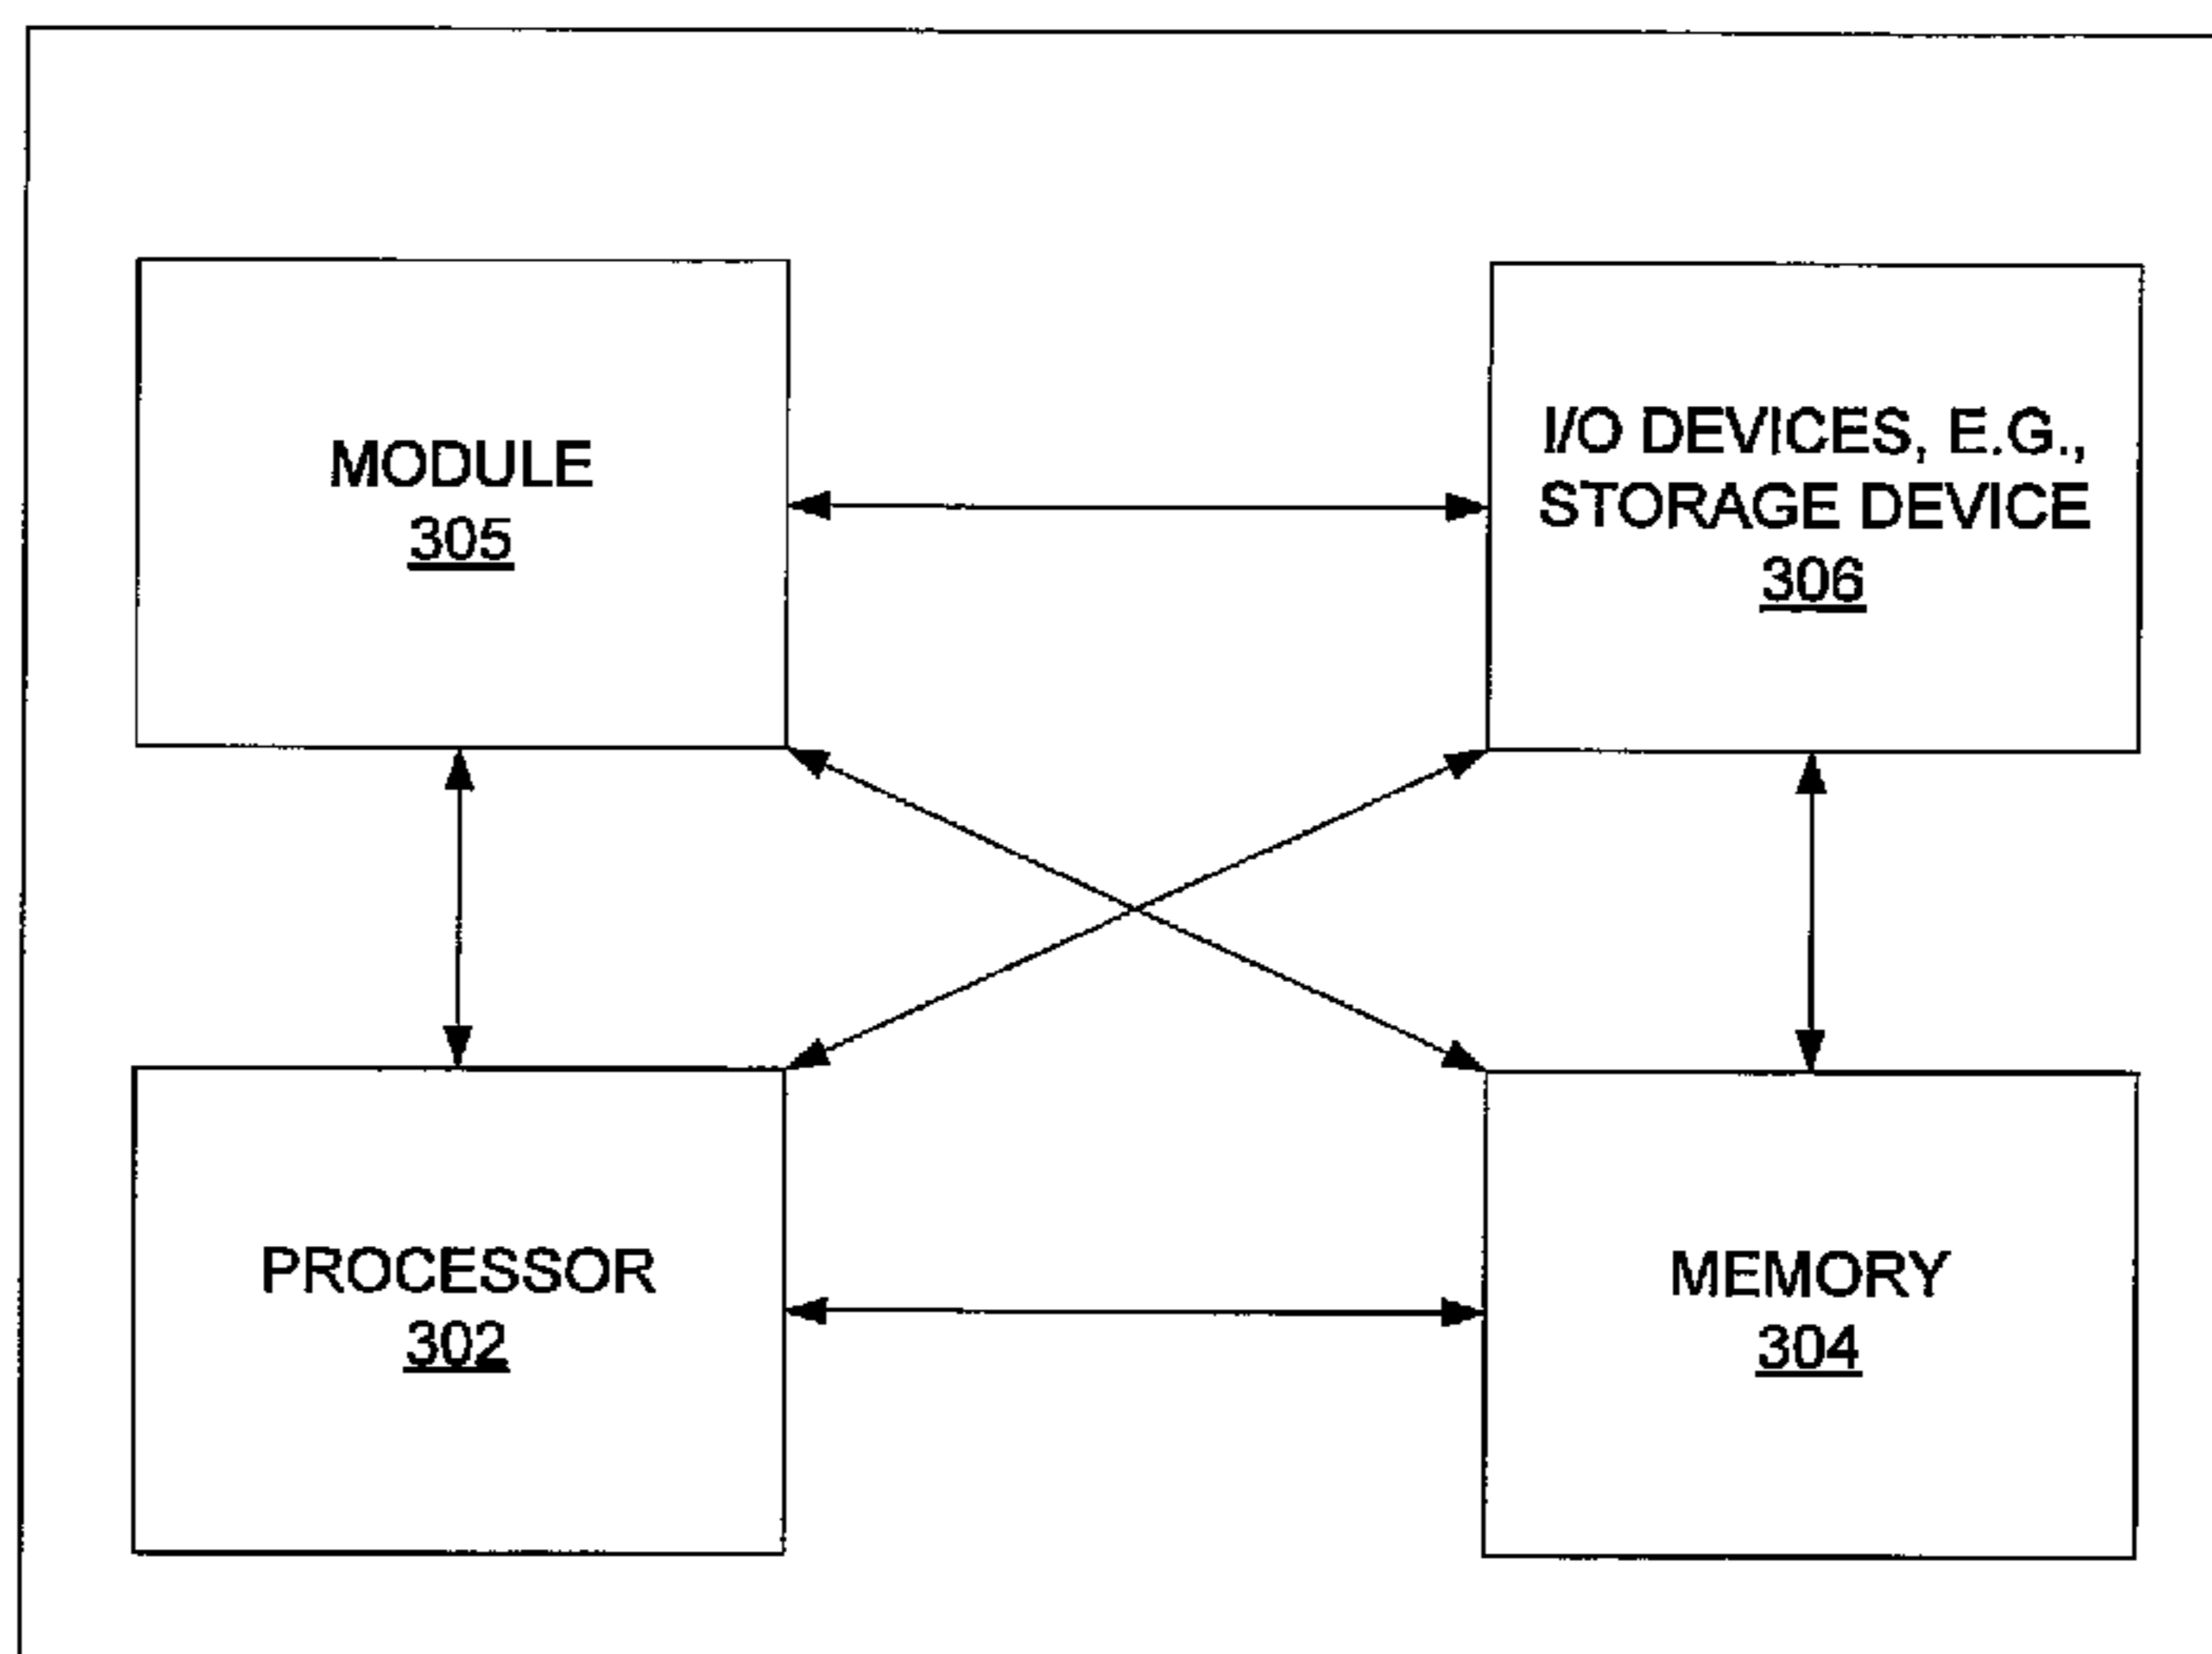 MODULE
305
I/O DEVICES, E.G.,
STORAGE DEVICE
306
PROCESSOR
302
MEMORY
304